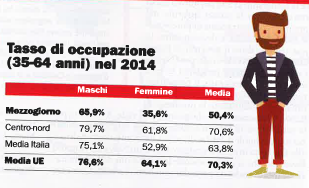 Tasso di occupazione
(35-64 anni) nel 2014
Maschi Femmine Media
Mezzogiorno 65,9% 35,6% 50,4%
Centro-nord 79,7% 61,8% 70,6%
Media Italia 75,1% 52,9% 63,8%
Media UE 76,6% 64,1% 70,3%